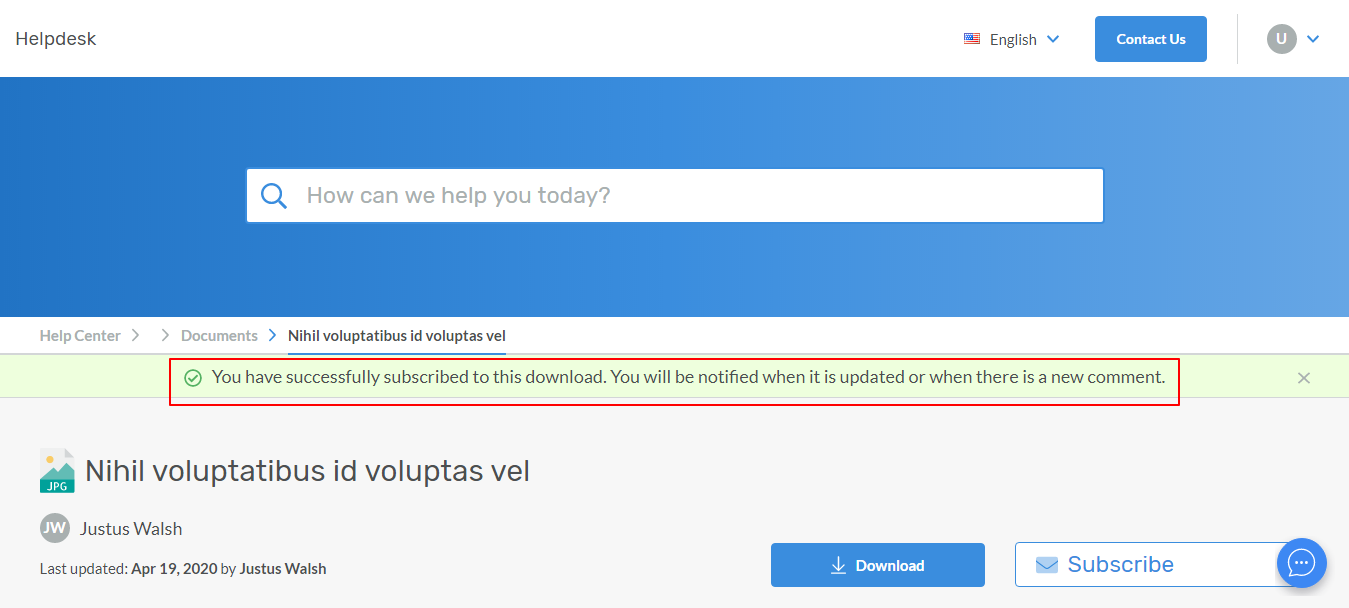 Helpdesk
English
Contact Us
U
How can we help you today?
Help Center
Documents
Nihil voluptatibus id voluptas vel
You have successfully subscribed to this download. You will be notified when it is updated or when there is a new comment.
JPG
Nihil voluptatibus id voluptas vel
JW
Justus Walsh
Last updated: Apr 19, 2020 by Justus Walsh
Download
Subscribe